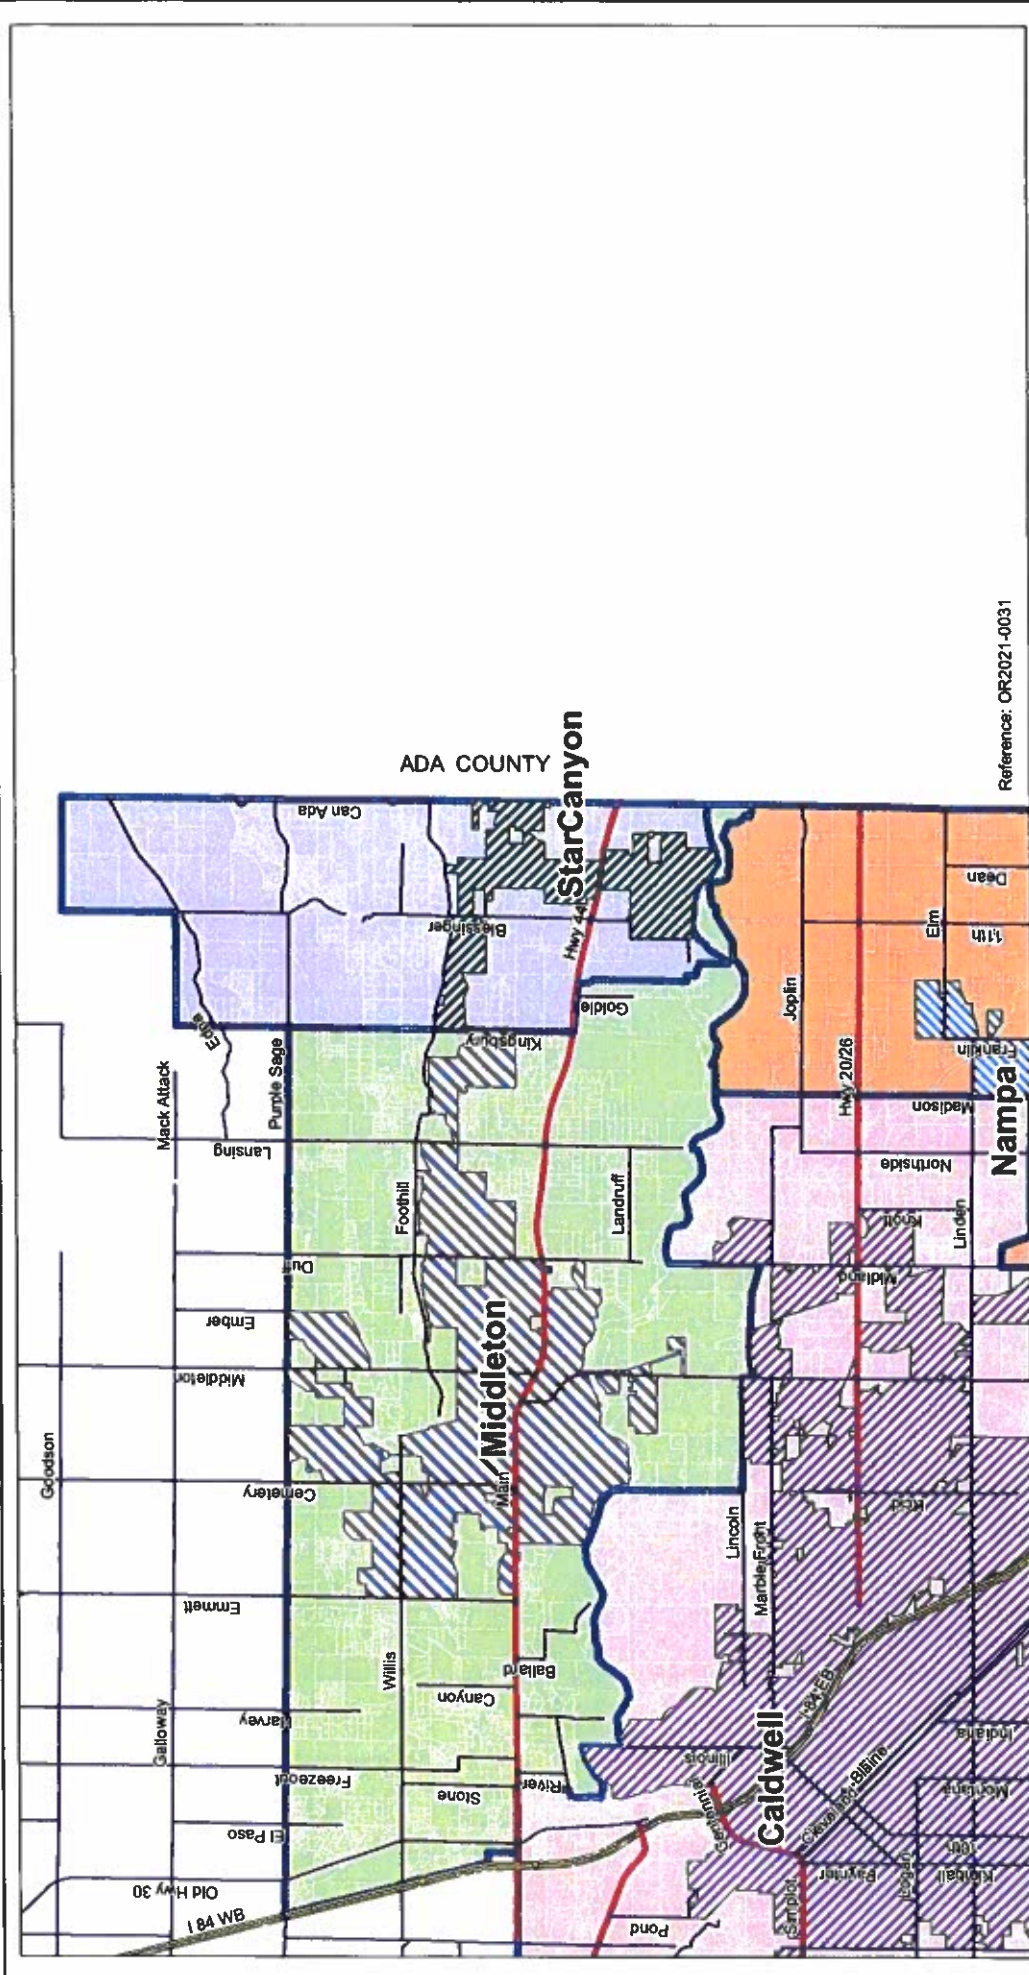 Goodson
Galloway
Mack Attack
Edna
Purple Sage
Can Ada
ADA COUNTY
Old Hwy 30
I 84 WB
El Paso
Freezeout
Harvey
Emmett
Cemetery
Middleton
Ember
Duff
Lansing
Willis
Foothill
Kingsbury
Blessinger
Stone
Canyon
Main
Middleton
StarCanyon
Hwy 44
River
Ballard
Landruff
Goldie
Pond
Centennial
Illinois
Lincoln
Marble Front
Caldwell
I 84 EB
Simplot
Cleveland Blaine
Joplin
Hwy 20/26
Midland
Knott
Northside
Madison
Franklin
Elm
11th
Dean
Paynter
Logan
Kimball
10th
Montana
Indiana
Reid
Linden
Nampa
Reference: OR2021-0031